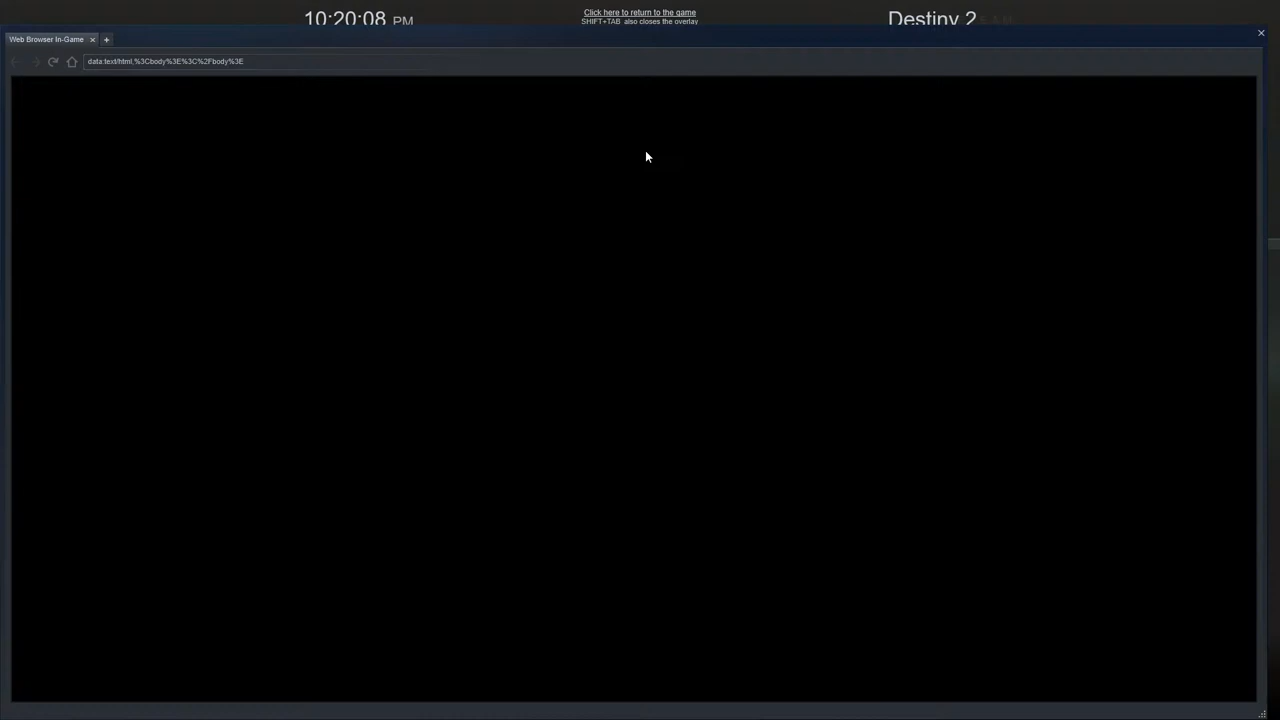 10:20:08 PM
Click here to return to the game
SHIFT+TAB also closes the overlay
Destiny 2
Web Browser In-Game
data:text/html,%3Cbody%3E%3C%2Fbody%3E